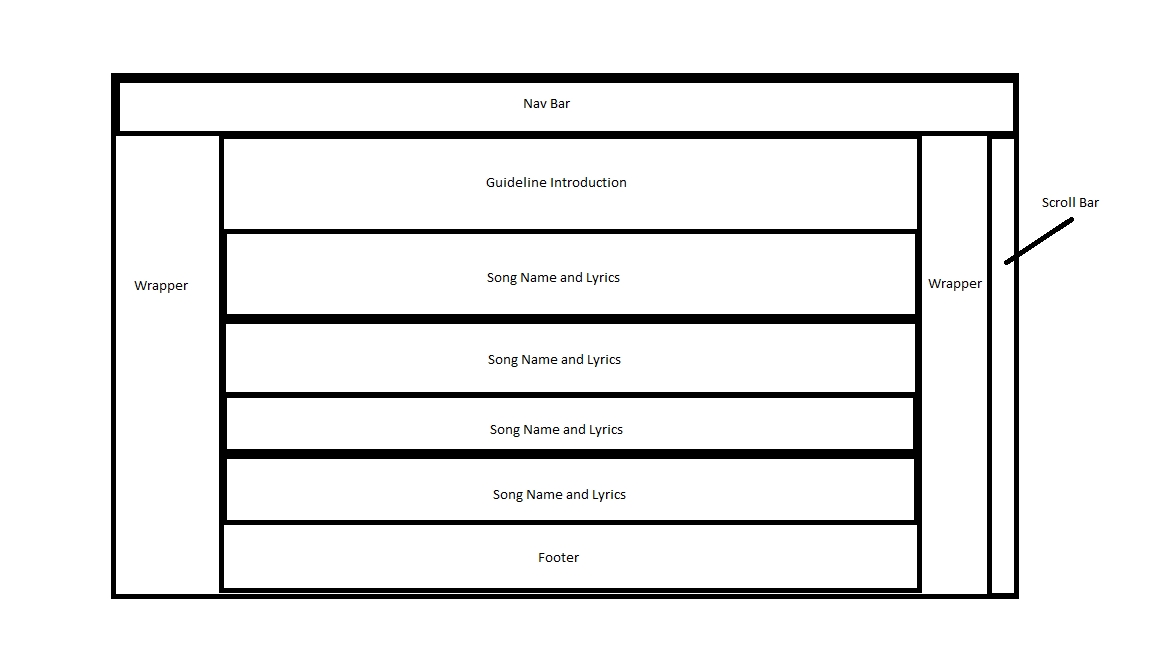 Nav Bar
Guideline Introduction
Scroll Bar
Song Name and Lyrics
Wrapper
Wrapper
Song Name and Lyrics
Song Name and Lyrics
Song Name and Lyrics
Footer